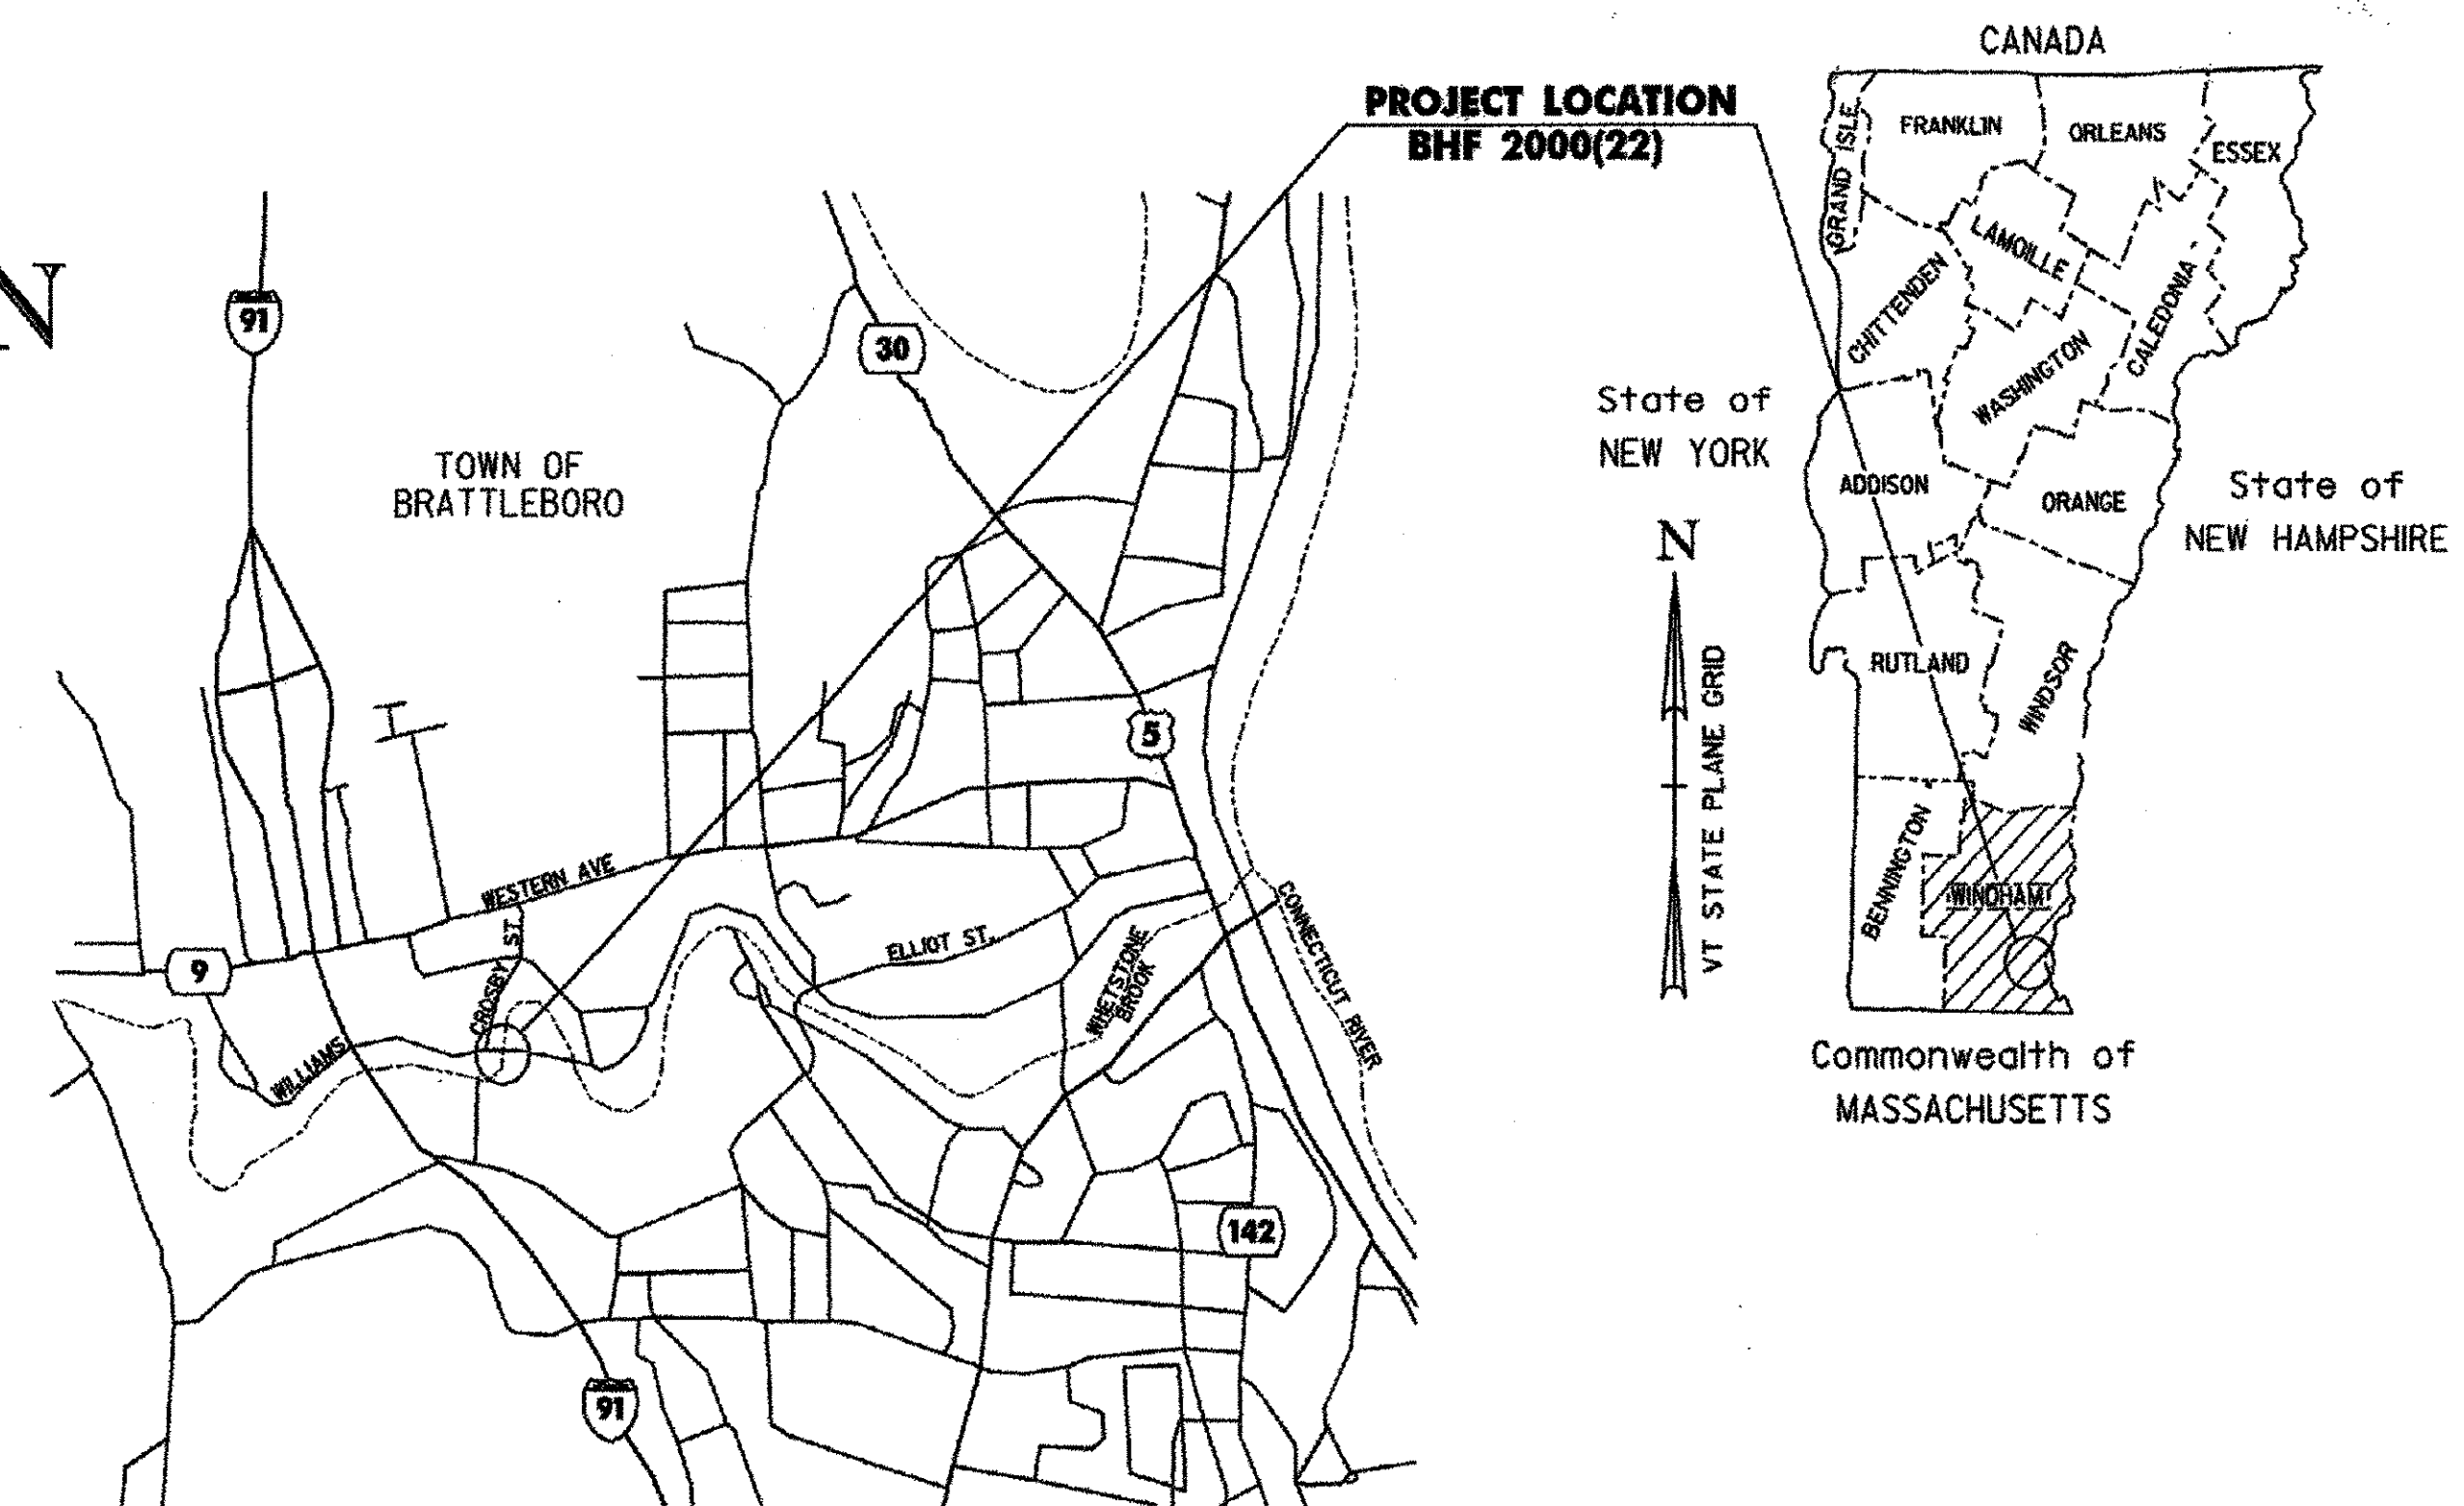 CANADA
PROJECT LOCATION
BHF 2000(22)
GRAND ISLE
FRANKLIN
ORLEANS
ESSEX
LAMOILLE
CHITTENDEN
CALEDONIA
WASHINGTON
State of
NEW YORK
ADDISON
ORANGE
State of
NEW HAMPSHIRE
RUTLAND
WINDSOR
BENNINGTON
WINDHAM
Commonwealth of
MASSACHUSETTS
N
VT STATE PLANE GRID
N
91
30
TOWN OF
BRATTLEBORO
5
WESTERN AVE
CROSBY ST
9
WILLIAMS
ELLIOT ST.
WHETSTONE
BROOK
CONNECTICUT RIVER
142
91